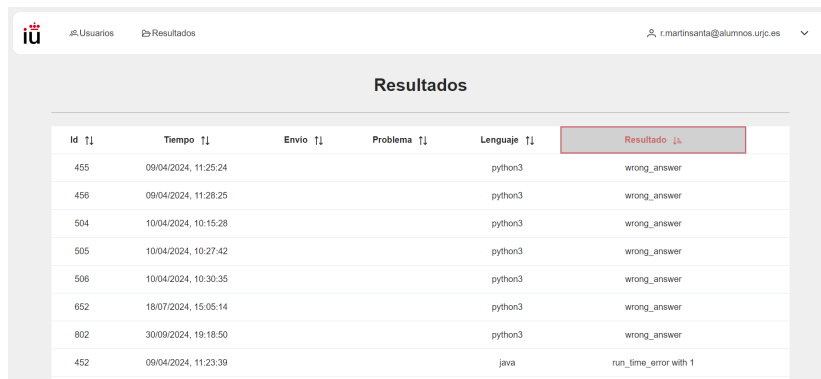 iü Usuarios Resultados r.martinsanta@alumnos.urjc.es
Resultados
Id Tiempo Envío Problema Lenguaje Resultado
455 09/04/2024, 11:25:24 python3 wrong_answer
456 09/04/2024, 11:28:25 python3 wrong_answer
504 10/04/2024, 10:15:28 python3 wrong_answer
505 10/04/2024, 10:27:42 python3 wrong_answer
506 10/04/2024, 10:30:35 python3 wrong_answer
652 18/07/2024, 15:05:14 python3 wrong_answer
802 30/09/2024, 19:18:50 python3 wrong_answer
452 09/04/2024, 11:23:39 java run_time_error with 1